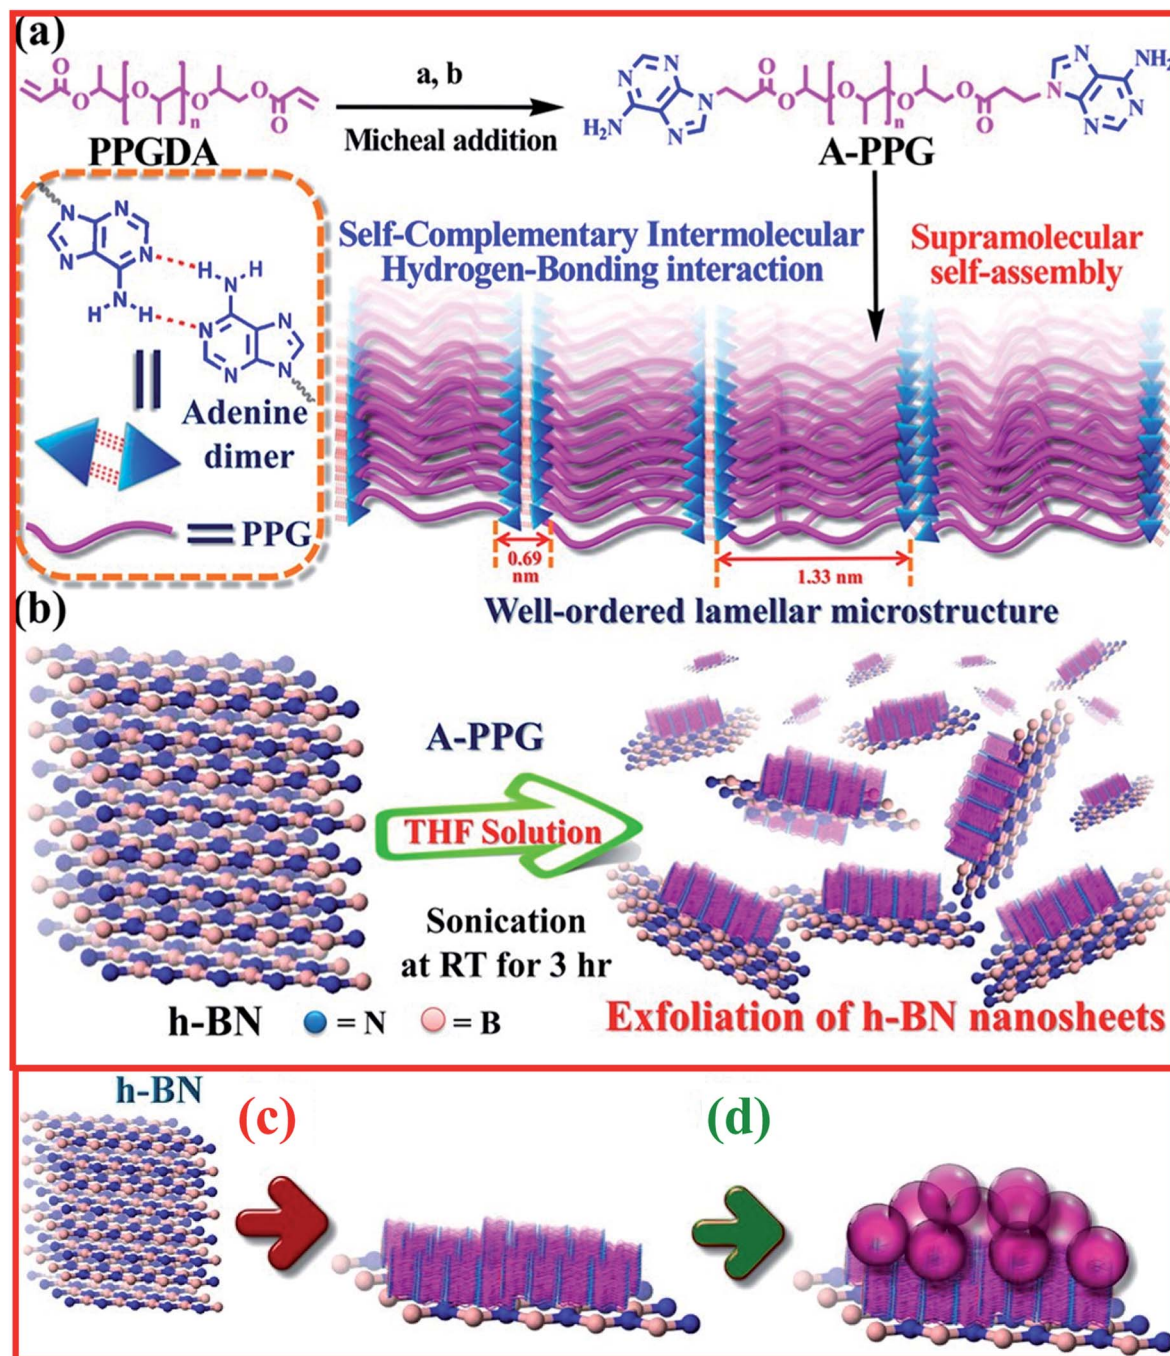 (a)
O
O
O
n
O
O
O
PPGDA
a, b
Micheal addition
N
N
H₂N
N
N
N
O
O
O
n
O
O
O
N
N
N
N
NH₂
A-PPG
N
N
N
N
N
H
H
H
H
N
N
N
N
N
Adenine
dimer
PPG
Self-Complementary Intermolecular
Hydrogen-Bonding interaction
Supramolecular
self-assembly
0.69
nm
1.33 nm
Well-ordered lamellar microstructure
(b)
A-PPG
THF Solution
Sonication
at RT for 3 hr
h-BN
= N
= B
Exfoliation of h-BN nanosheets
h-BN
(c)
(d)